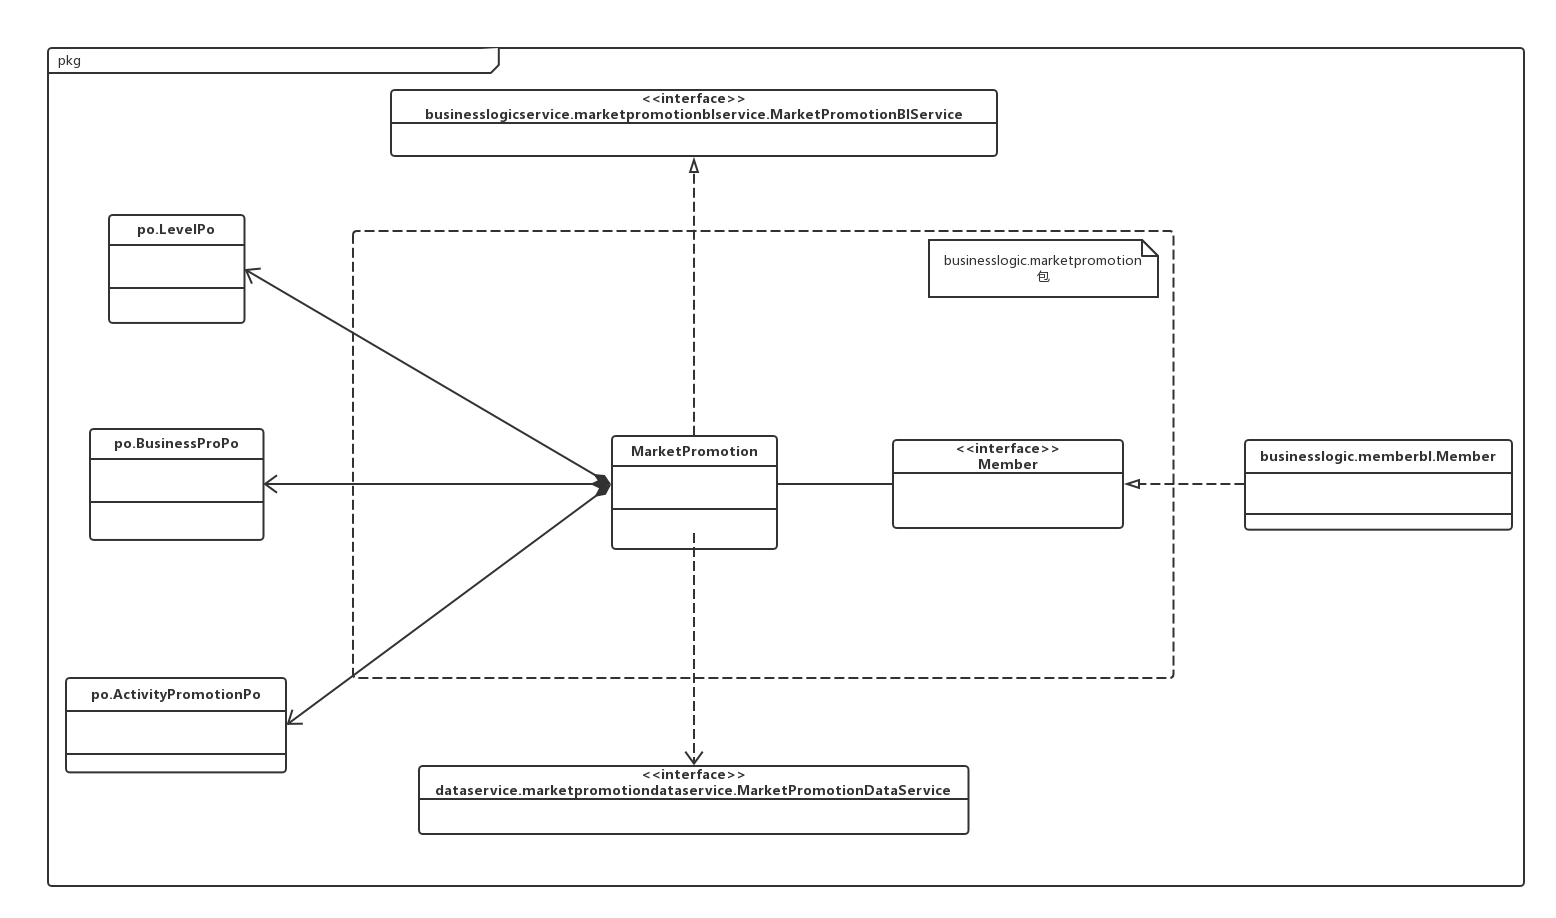 pkg
<<interface>>
businesslogicservice.marketpromotionblservice.MarketPromotionBlService
po.LevelPo
businesslogic.marketpromotion
包
po.BusinessProPo
MarketPromotion
<<interface>>
Member
businesslogic.memberbl.Member
po.ActivityPromotionPo
<<interface>>
dataservice.marketpromotiondataservice.MarketPromotionDataService